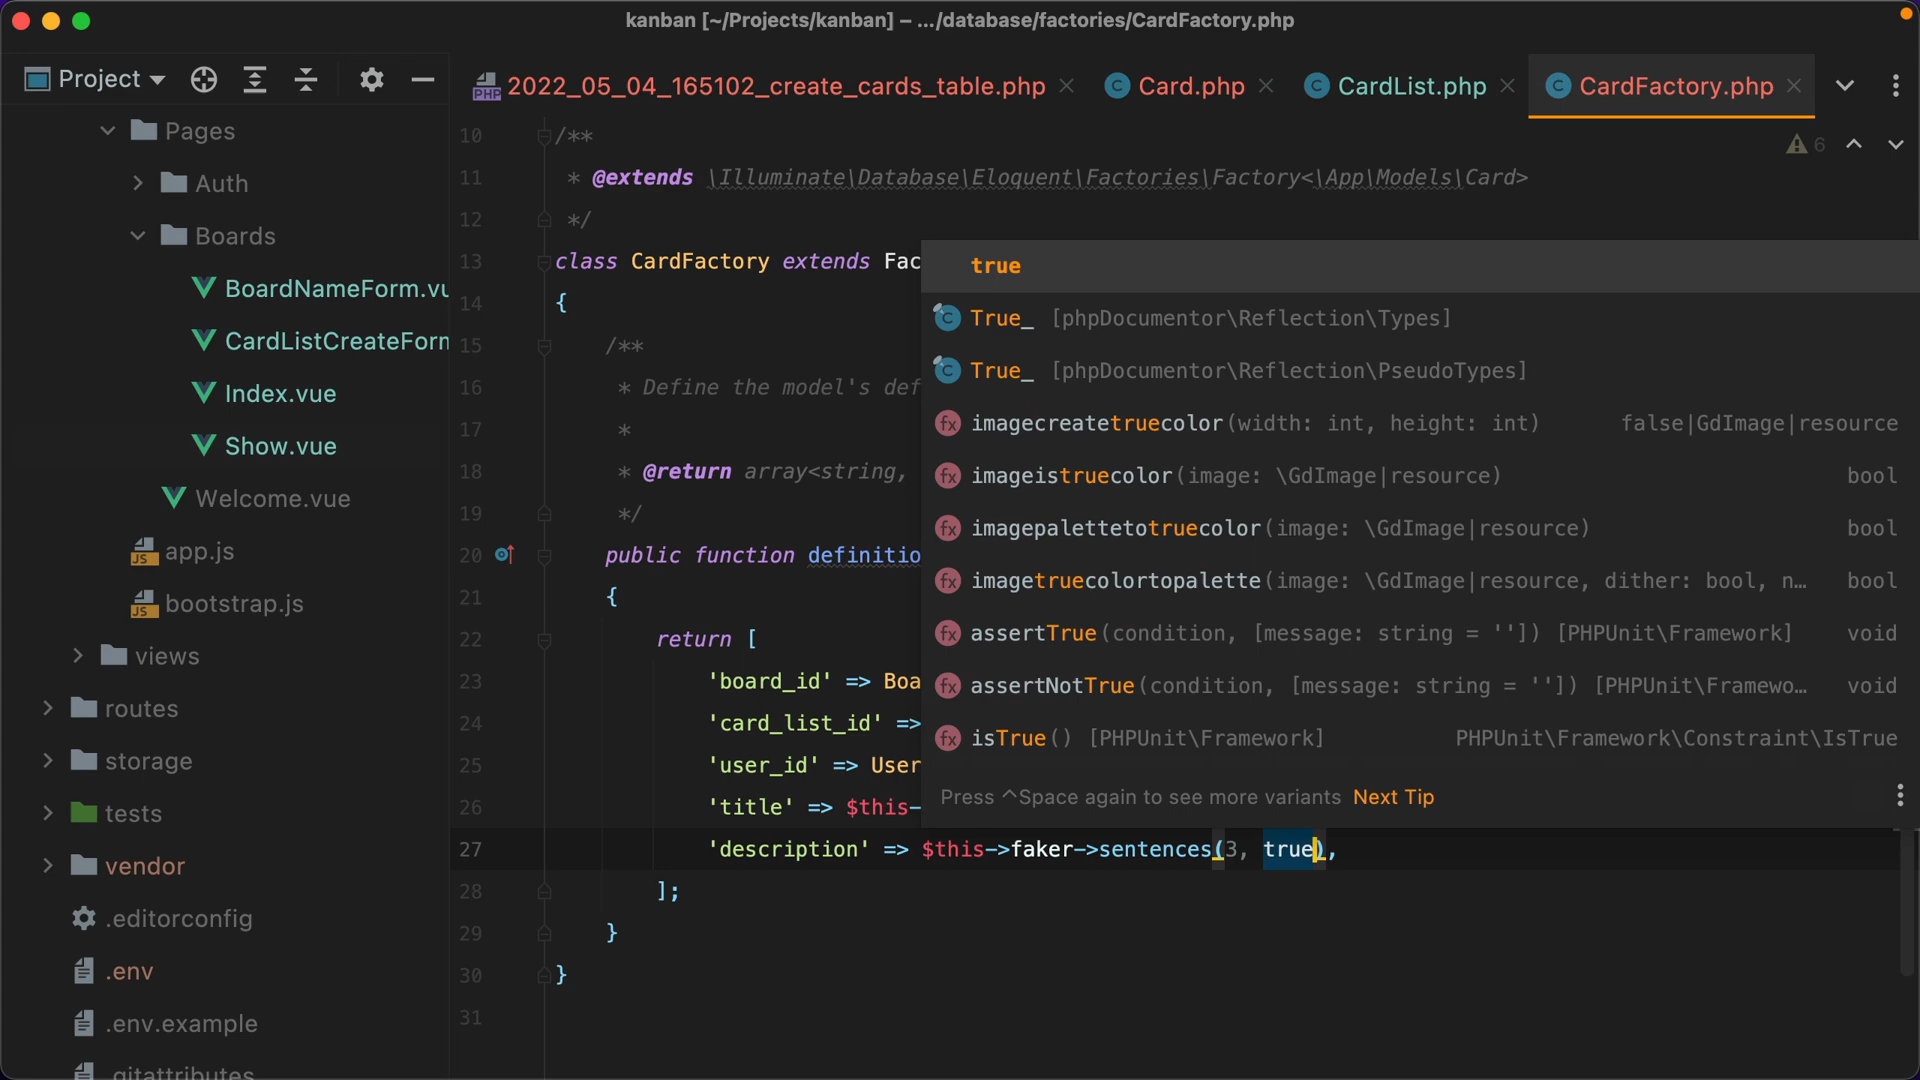 kanban [~/Projects/kanban] – .../database/factories/CardFactory.php
Project
2022_05_04_165102_create_cards_table.php
Card.php
CardList.php
CardFactory.php
6
Pages
Auth
Boards
BoardNameForm.vu
CardListCreateForm
Index.vue
Show.vue
Welcome.vue
app.js
bootstrap.js
views
routes
storage
tests
vendor
.editorconfig
.env
.env.example
.gitattributes
10 /**
11 * @extends \Illuminate\Database\Eloquent\Factories\Factory<\App\Models\Card>
12 */
13 class CardFactory extends Fac
14 {
15 /**
16 * Define the model's def
17 *
18 * @return array<string,
19 */
20 public function definitio
21 {
22 return [
23 'board_id' => Boa
24 'card_list_id' =>
25 'user_id' => User
26 'title' => $this-
27 'description' => $this->faker->sentences(3, true),
28 ];
29 }
30 }
31
true
True_ [phpDocumentor\Reflection\Types]
True_ [phpDocumentor\Reflection\PseudoTypes]
imagecreatetruecolor(width: int, height: int) false|GdImage|resource
imageistruecolor(image: \GdImage|resource) bool
imagepalettetotruecolor(image: \GdImage|resource) bool
imagetruecolortopalette(image: \GdImage|resource, dither: bool, n… bool
assertTrue(condition, [message: string = '']) [PHPUnit\Framework] void
assertNotTrue(condition, [message: string = '']) [PHPUnit\Framewo… void
isTrue() [PHPUnit\Framework] PHPUnit\Framework\Constraint\IsTrue
Press ^Space again to see more variants Next Tip